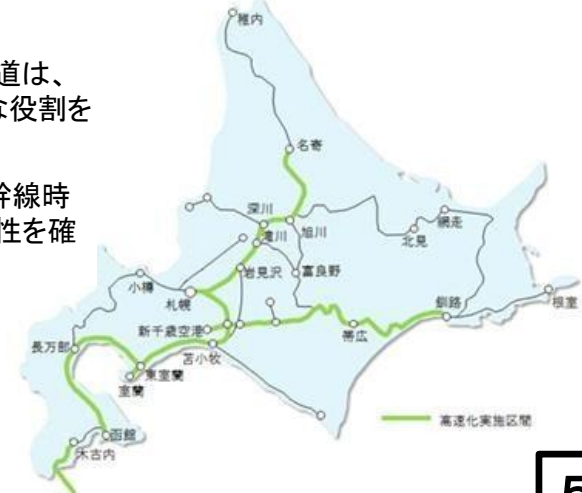 道は、
な役割を
幹線時
性を確
稚内
名寄
深川
旭川
滝川
北見
網走
岩見沢
富良野
小樽
札幌
釧路
根室
新千歳空港
帯広
長万部
苫小牧
東室蘭
室蘭
高速化実施区間
函館
木古内
5